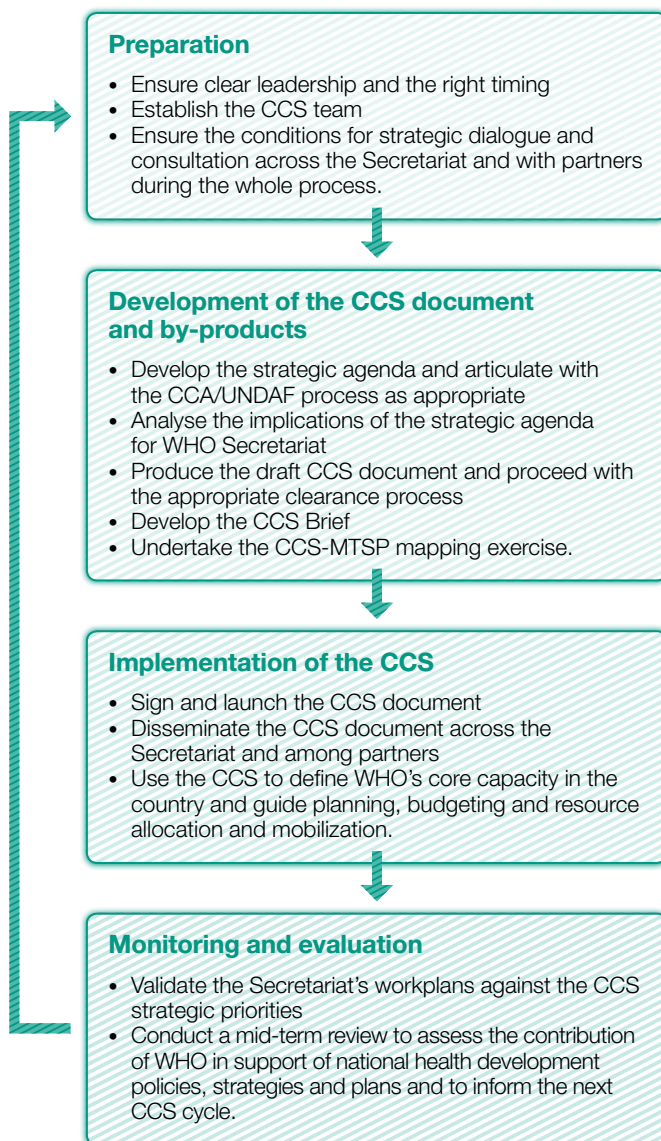 Preparation
• Ensure clear leadership and the right timing
• Establish the CCS team
• Ensure the conditions for strategic dialogue and
consultation across the Secretariat and with partners
during the whole process.
Development of the CCS document
and by-products
• Develop the strategic agenda and articulate with
the CCA/UNDAF process as appropriate
• Analyse the implications of the strategic agenda
for WHO Secretariat
• Produce the draft CCS document and proceed with
the appropriate clearance process
• Develop the CCS Brief
• Undertake the CCS-MTSP mapping exercise.
Implementation of the CCS
• Sign and launch the CCS document
• Disseminate the CCS document across the
Secretariat and among partners
• Use the CCS to define WHO’s core capacity in the
country and guide planning, budgeting and resource
allocation and mobilization.
Monitoring and evaluation
• Validate the Secretariat’s workplans against the CCS
strategic priorities
• Conduct a mid-term review to assess the contribution
of WHO in support of national health development
policies, strategies and plans and to inform the next
CCS cycle.